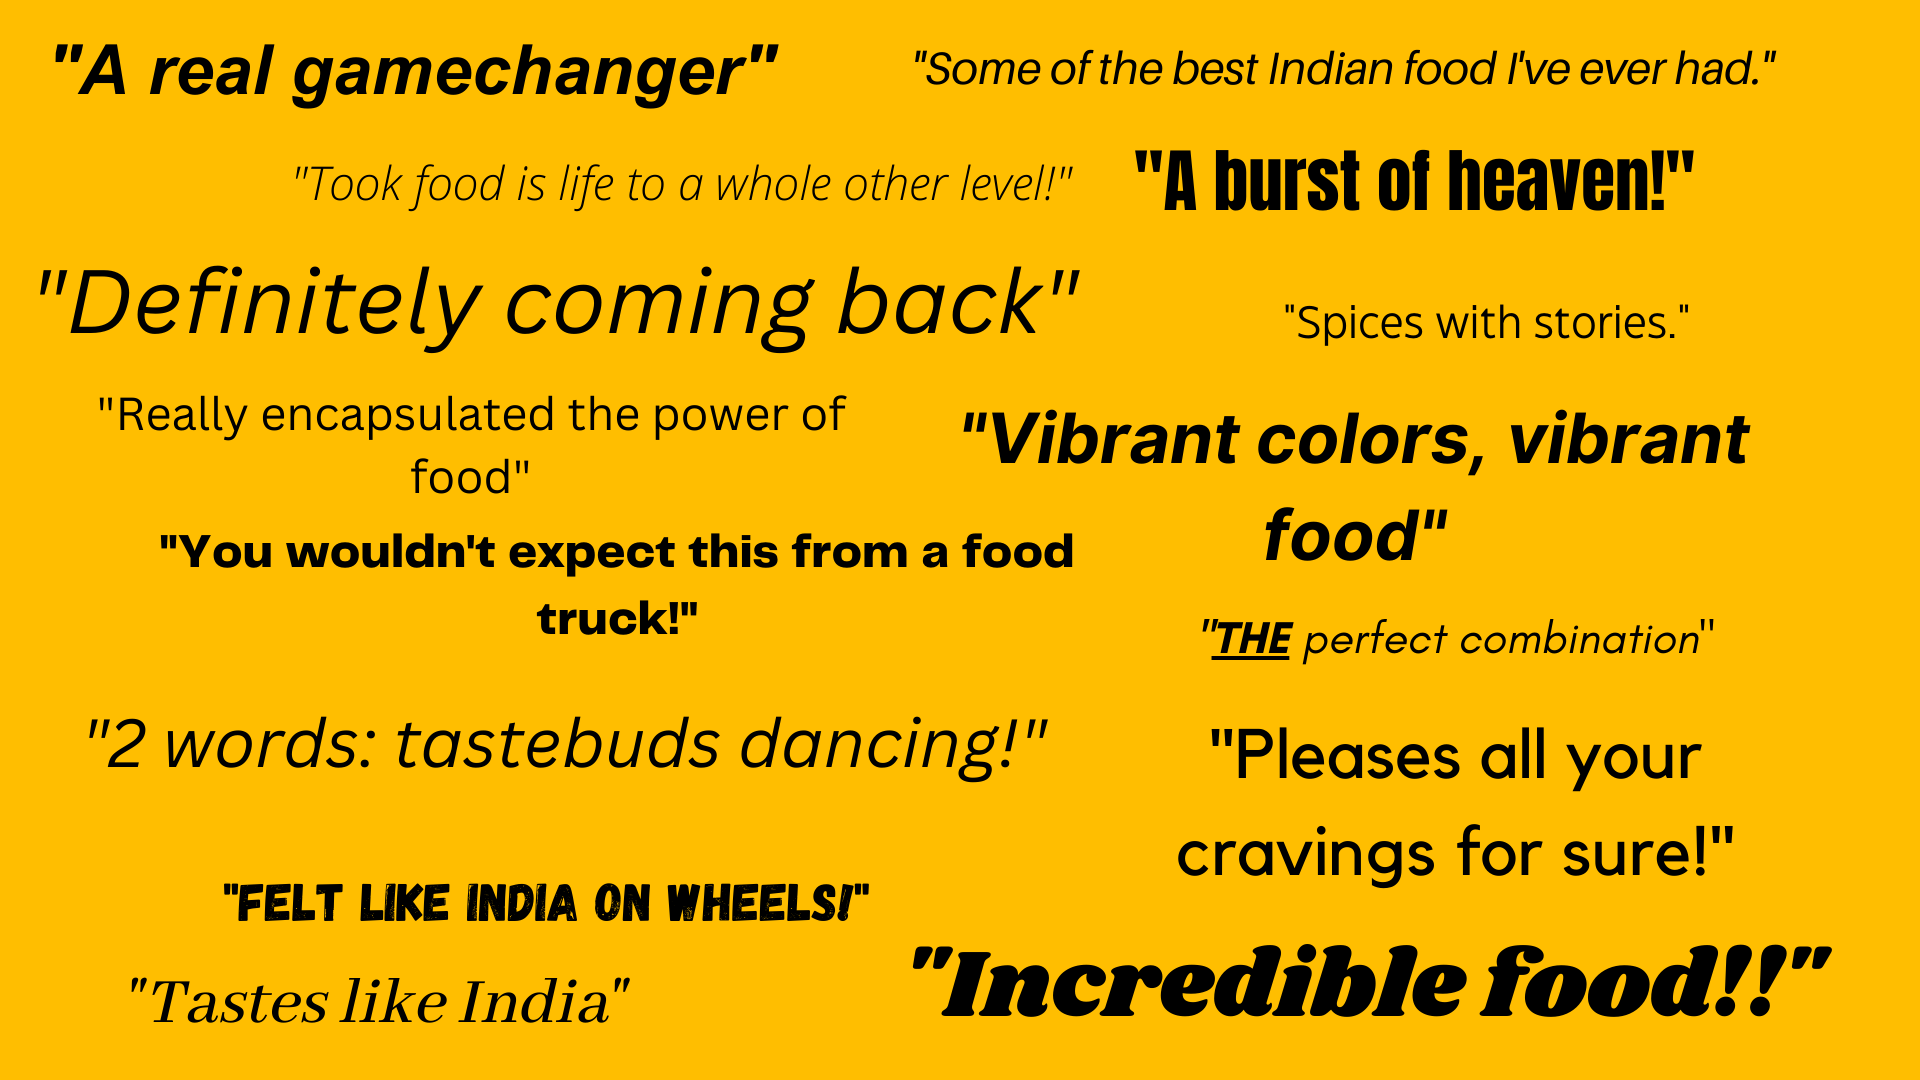 "A real gamechanger"
"Some of the best Indian food I've ever had."
"Took food is life to a whole other level!"
"A burst of heaven!"
"Definitely coming back"
"Spices with stories."
"Really encapsulated the power of
food"
"Vibrant colors, vibrant
food"
"You wouldn't expect this from a food
truck!"
"THE perfect combination"
"2 words: tastebuds dancing!"
"Pleases all your
cravings for sure!"
"FELT LIKE INDIA ON WHEELS!"
"Incredible food!!"
"Tastes like India"